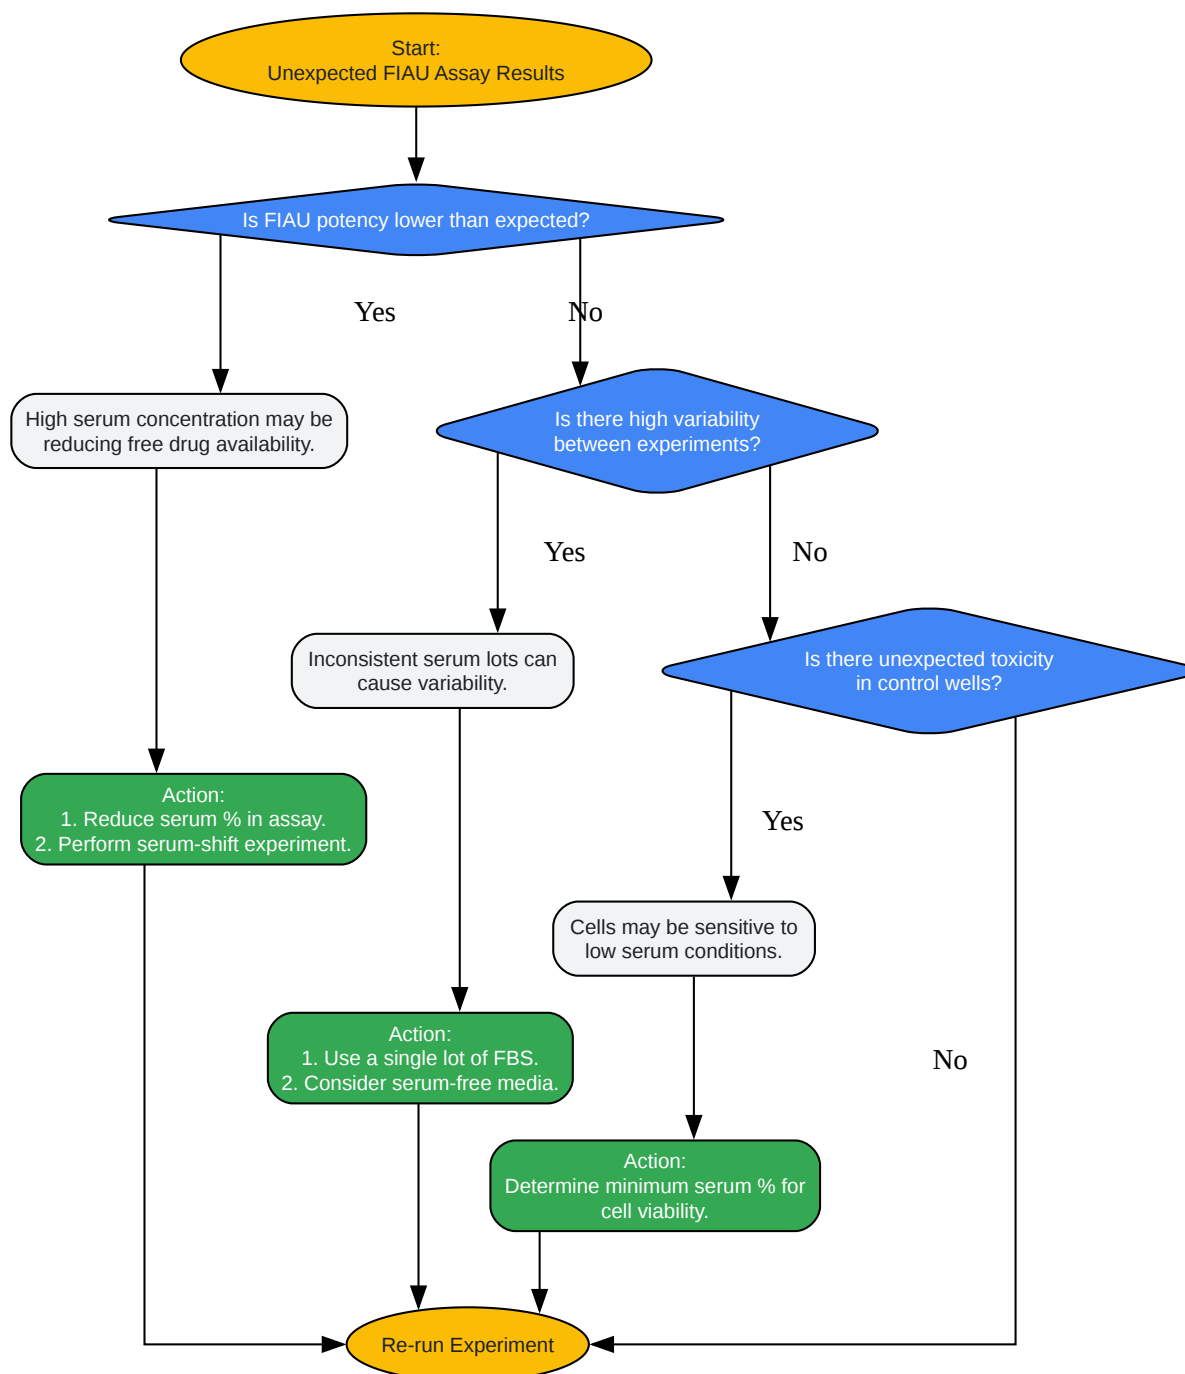 Start:
Unexpected FIAU Assay Results
Is FIAU potency lower than expected?
Yes
No
High serum concentration may be
reducing free drug availability.
Is there high variability
between experiments?
Yes
No
Inconsistent serum lots can
cause variability.
Is there unexpected toxicity
in control wells?
Action:
1. Reduce serum % in assay.
2. Perform serum-shift experiment.
Yes
Cells may be sensitive to
low serum conditions.
Action:
1. Use a single lot of FBS.
2. Consider serum-free media.
No
Action:
Determine minimum serum % for
cell viability.
Re-run Experiment